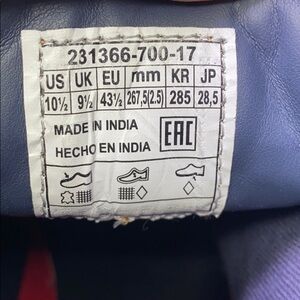 231366-700-17
US UK EU mm KR JP
10½ 9½ 43½ 267,5(2.5) 285 28,5
MADE IN INDIA
HECHO EN INDIA
EAC